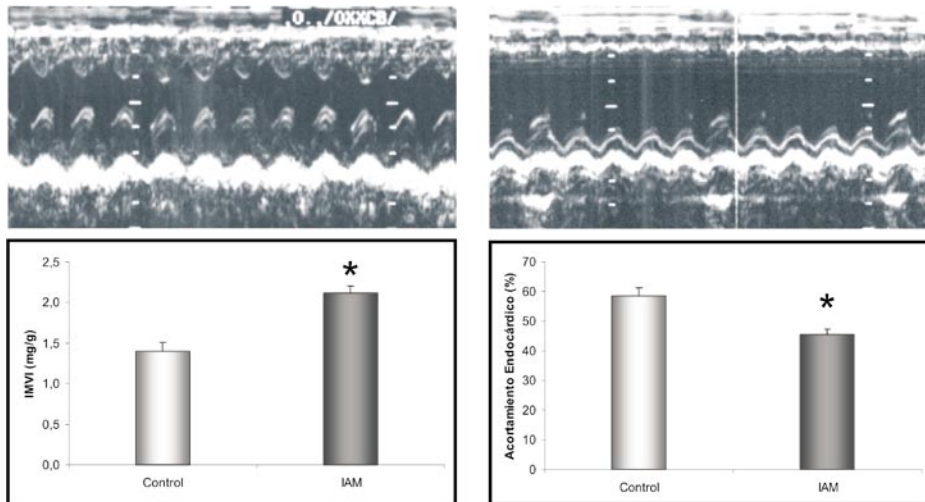 .O../OXXCB/
2,5
2,0
1,5
1,0
0,5
0,0
IMVI (mg/g)
*
Control
IAM
70
60
50
40
30
20
10
0
Acortamiento Endocárdico (%)
*
Control
IAM